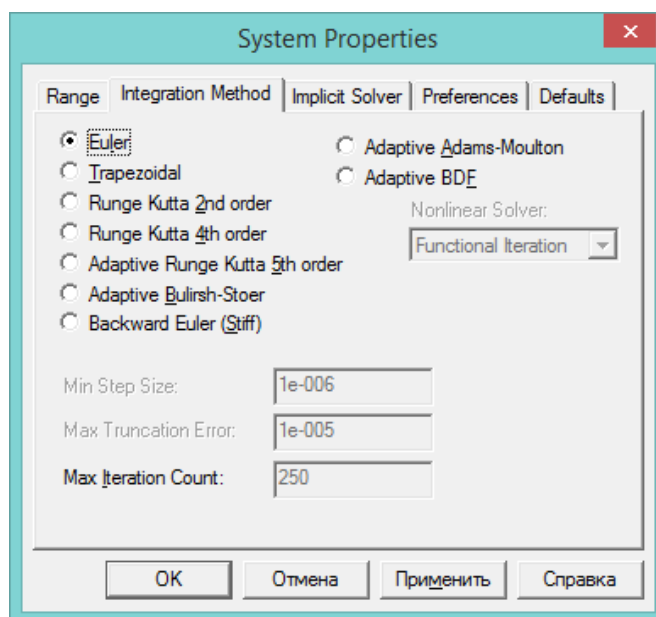 System Properties
Range Integration Method Implicit Solver Preferences Defaults
Euler
Trapezoidal
Runge Kutta 2nd order
Runge Kutta 4th order
Adaptive Runge Kutta 5th order
Adaptive Bulirsh-Stoer
Backward Euler (Stiff)
Adaptive Adams-Moulton
Adaptive BDF
Nonlinear Solver:
Functional Iteration
Min Step Size: 1e-006
Max Truncation Error: 1e-005
Max Iteration Count: 250
OK Отмена Применить Справка